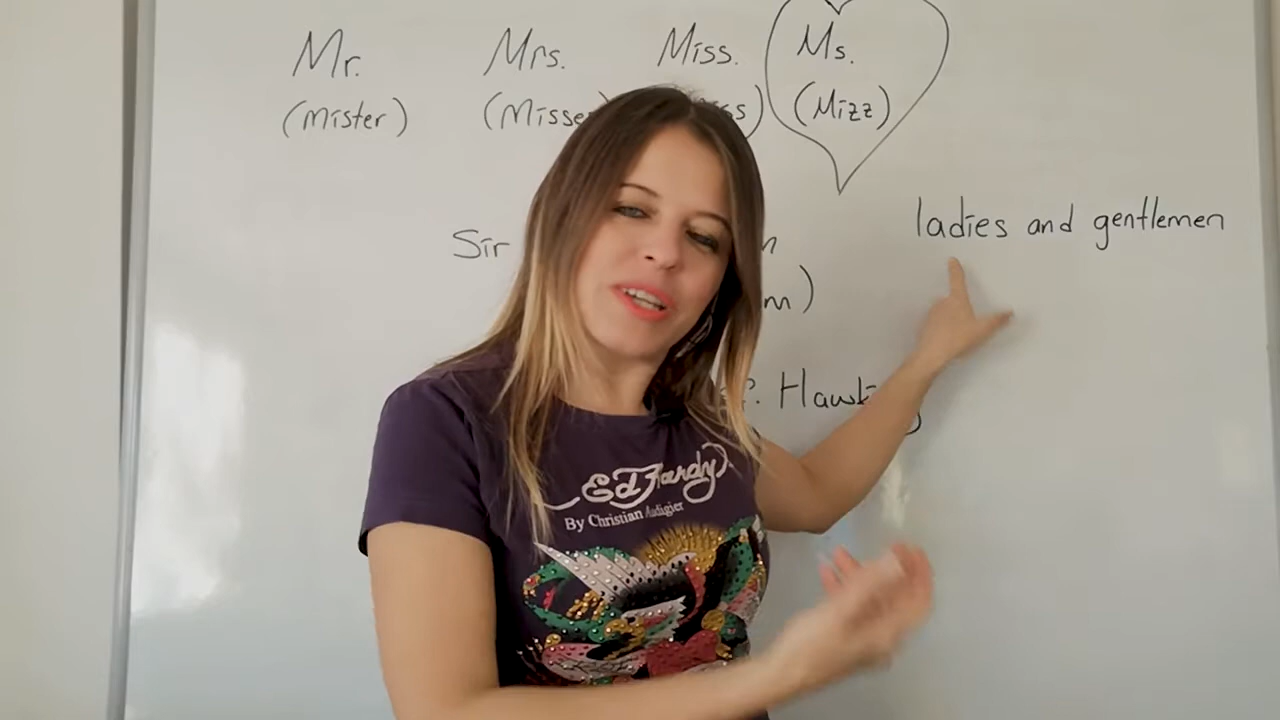 Mr. Mrs. Miss. Ms.
(Mister) (Mizz)
ladies and gentlemen
Sir
Ed Hardy
By Christian Audigier